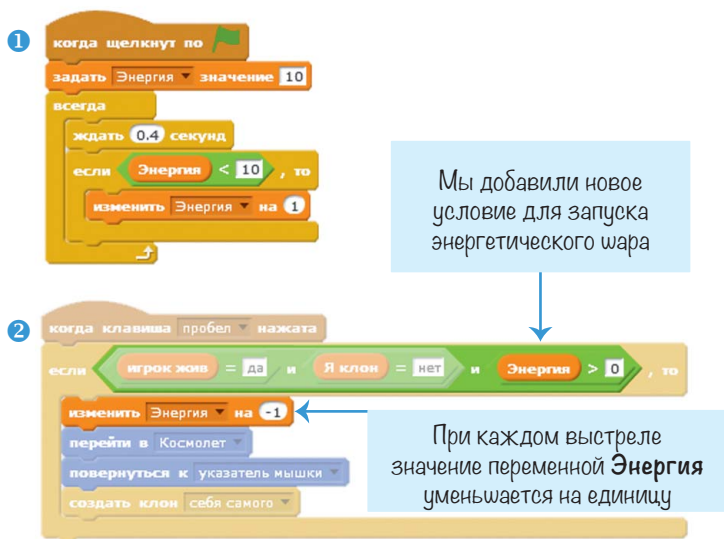 1
когда щелкнут по
задать Энергия значение 10
всегда
ждать 0.4 секунд
если Энергия < 10 , то
изменить Энергия на 1
Мы добавили новое
условие для запуска
энергетического шара
2
когда клавиша пробел нажата
если игрок жив = да и Я клон = нет и Энергия > 0 , то
изменить Энергия на -1
перейти в Космолет
повернуться к указатель мышки
создать клон себя самого
При каждом выстреле
значение переменной Энергия
уменьшается на единицу